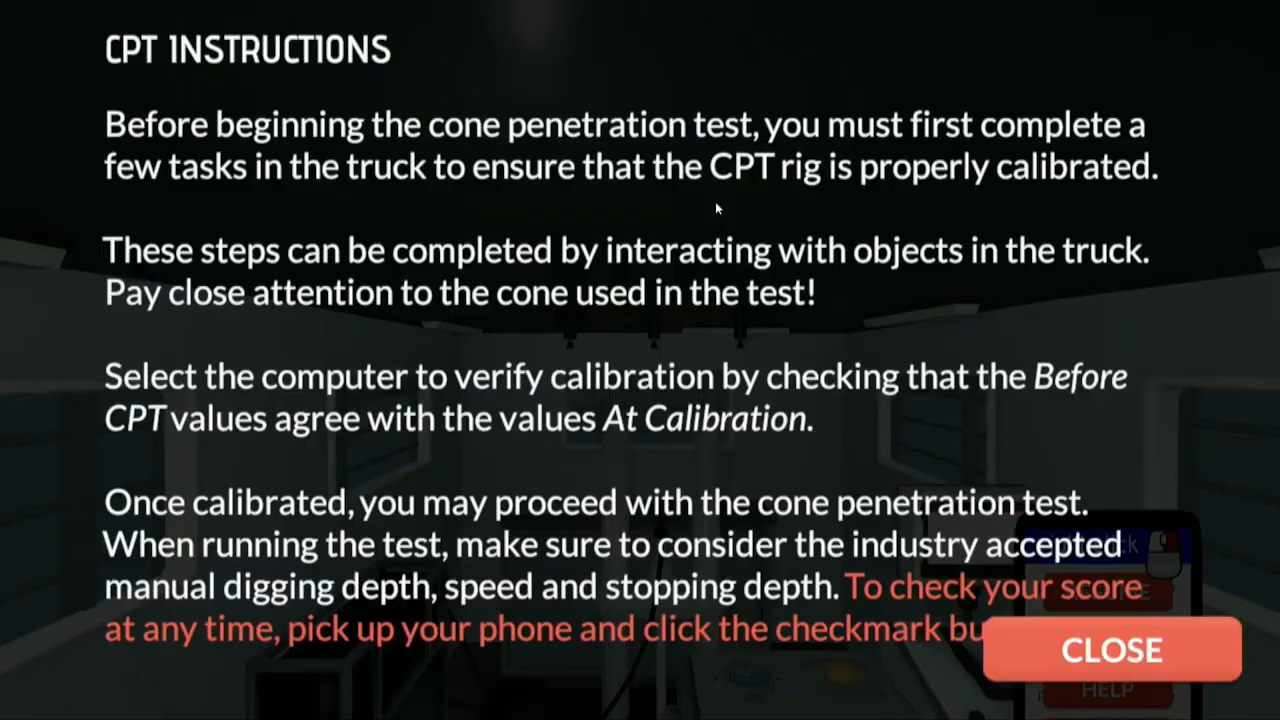 CPT INSTRUCTIONS
Before beginning the cone penetration test, you must first complete a
few tasks in the truck to ensure that the CPT rig is properly calibrated.
These steps can be completed by interacting with objects in the truck.
Pay close attention to the cone used in the test!
Select the computer to verify calibration by checking that the Before
CPT values agree with the values At Calibration.
Once calibrated, you may proceed with the cone penetration test.
When running the test, make sure to consider the industry accepted
manual digging depth, speed and stopping depth. To check your score
at any time, pick up your phone and click the checkmark
CLOSE
HELP